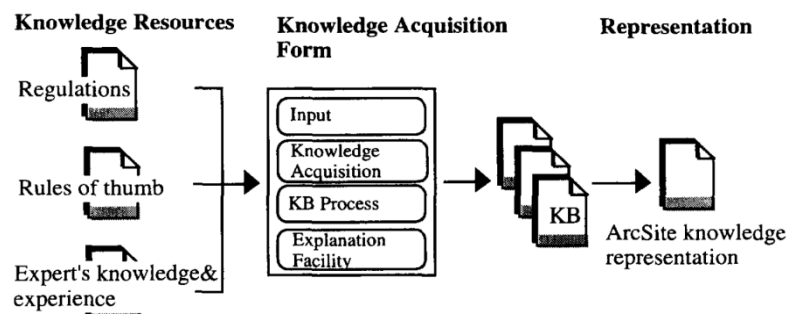 Knowledge Resources
Regulations
Rules of thumb
Expert's knowledge&
experience
Knowledge Acquisition
Form
Input
Knowledge
Acquisition
KB Process
Explanation
Facility
KB
Representation
ArcSite knowledge
representation